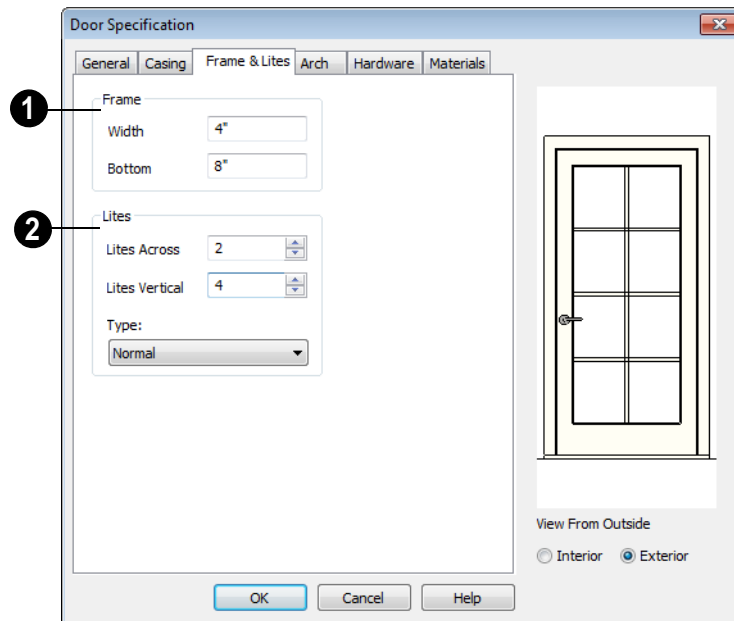 Door Specification
General Casing Frame & Lites Arch Hardware Materials
1
Frame
Width 4"
Bottom 8"
2
Lites
Lites Across 2
Lites Vertical 4
Type:
Normal
View From Outside
Interior Exterior
OK Cancel Help